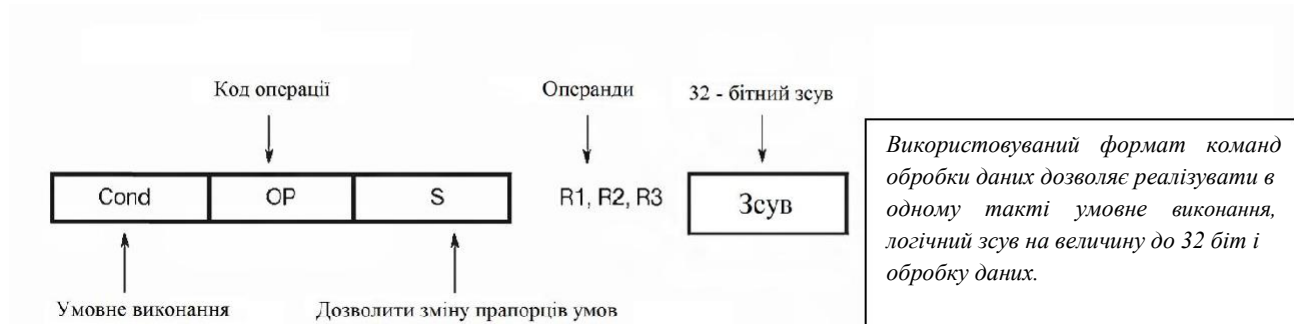 Код операції
Операнди
32 - бітний зсув
Cond
OP
S
R1, R2, R3
Зсув
Умовне виконання
Дозволити зміну прапорців умов
Використовуваний формат команд
обробки даних дозволяє реалізувати в
одному такті умовне виконання,
логічний зсув на величину до 32 біт і
обробку даних.